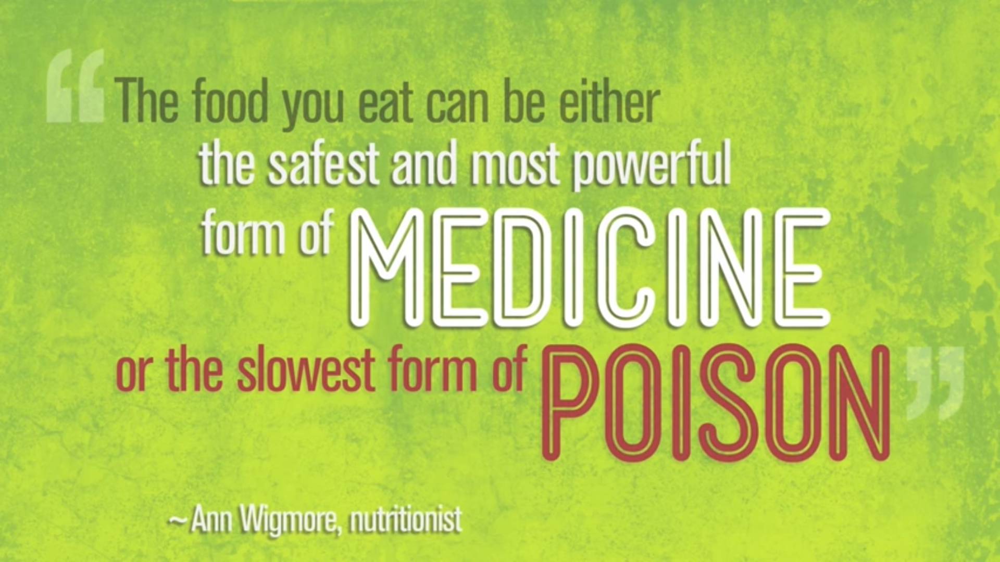 “The food you eat can be either
the safest and most powerful
form of MEDICINE
or the slowest form of POISON”
~Ann Wigmore, nutritionist